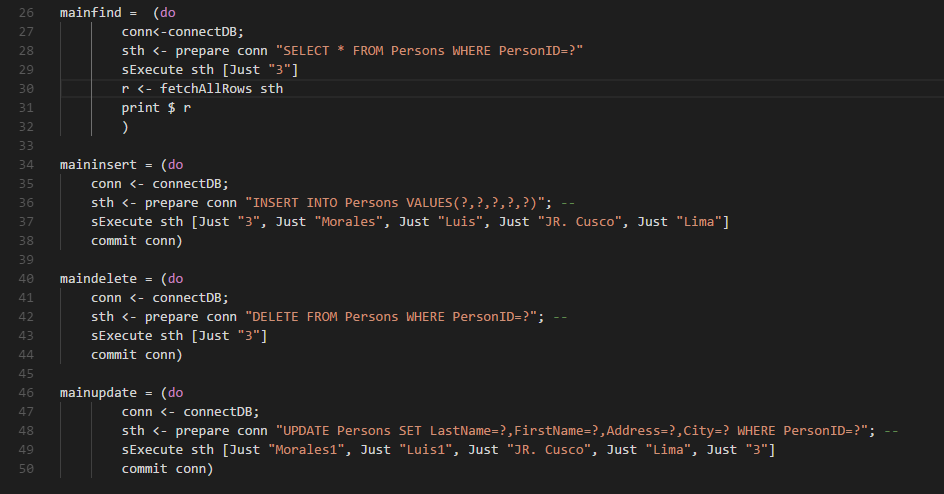 26 mainfind =  (do
27         conn<-connectDB;
28         sth <- prepare conn "SELECT * FROM Persons WHERE PersonID=?"
29         sExecute sth [Just "3"]
30         r <- fetchAllRows sth
31         print $ r
32         )
33
34 maininsert = (do
35     conn <- connectDB;
36     sth <- prepare conn "INSERT INTO Persons VALUES(?,?,?,?,?)"; --
37     sExecute sth [Just "3", Just "Morales", Just "Luis", Just "JR. Cusco", Just "Lima"]
38     commit conn)
39
40 maindelete = (do
41     conn <- connectDB;
42     sth <- prepare conn "DELETE FROM Persons WHERE PersonID=?"; --
43     sExecute sth [Just "3"]
44     commit conn)
45
46 mainupdate = (do
47         conn <- connectDB;
48         sth <- prepare conn "UPDATE Persons SET LastName=?,FirstName=?,Address=?,City=? WHERE PersonID=?"; --
49         sExecute sth [Just "Morales1", Just "Luis1", Just "JR. Cusco", Just "Lima", Just "3"]
50         commit conn)